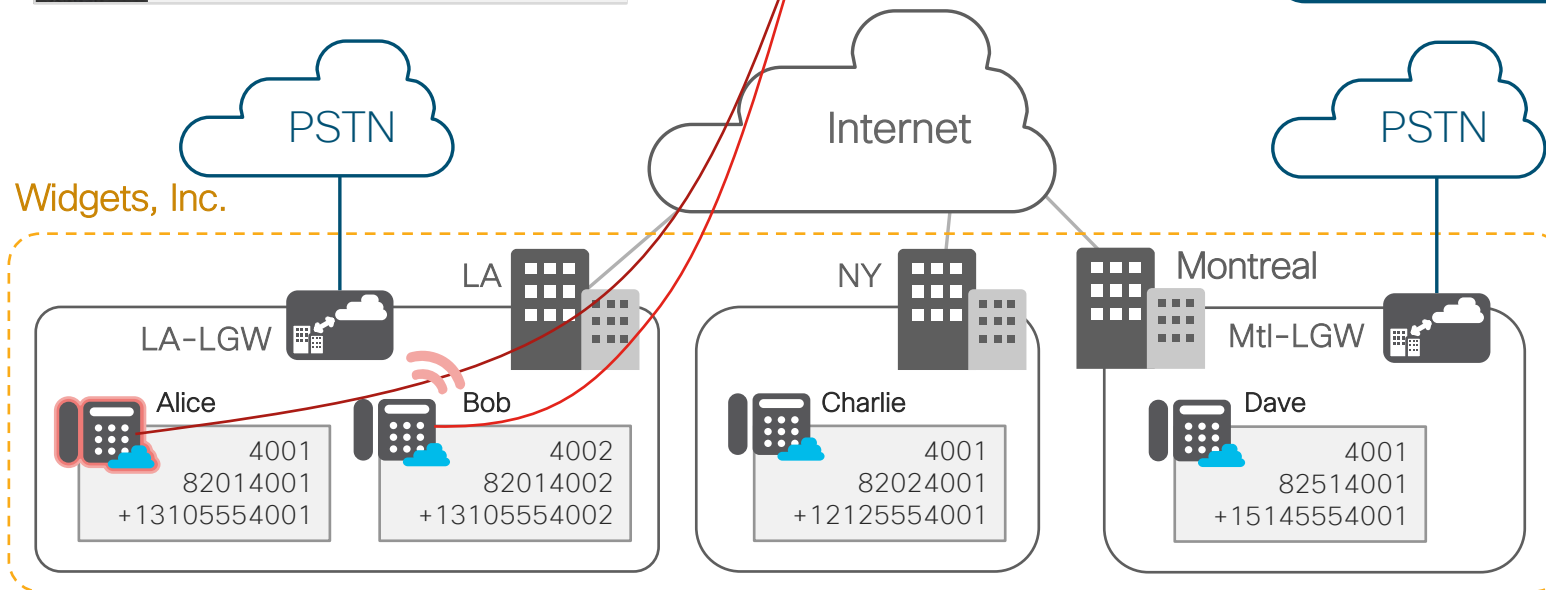 PSTN
Internet
PSTN
Widgets, Inc.
LA
NY
Montreal
LA-LGW
Mtl-LGW
Alice
4001
82014001
+13105554001
Bob
4002
82014002
+13105554002
Charlie
4001
82024001
+12125554001
Dave
4001
82514001
+15145554001